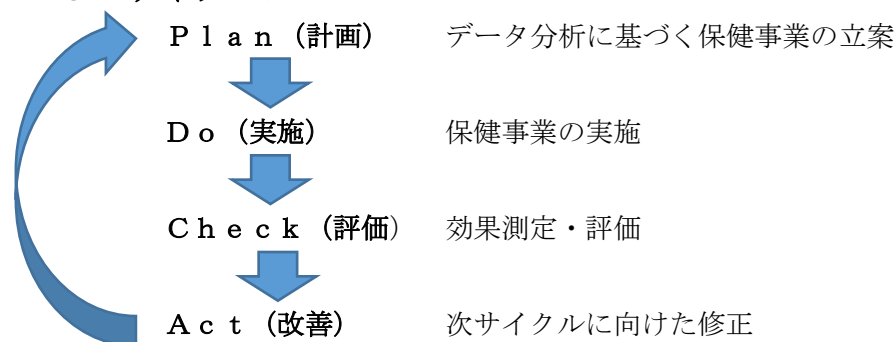 Ｐｌａｎ（計画）　データ分析に基づく保健事業の立案
Ｄｏ（実施）　保健事業の実施
Ｃｈｅｃｋ（評価）　効果測定・評価
Ａｃｔ（改善）　次サイクルに向けた修正